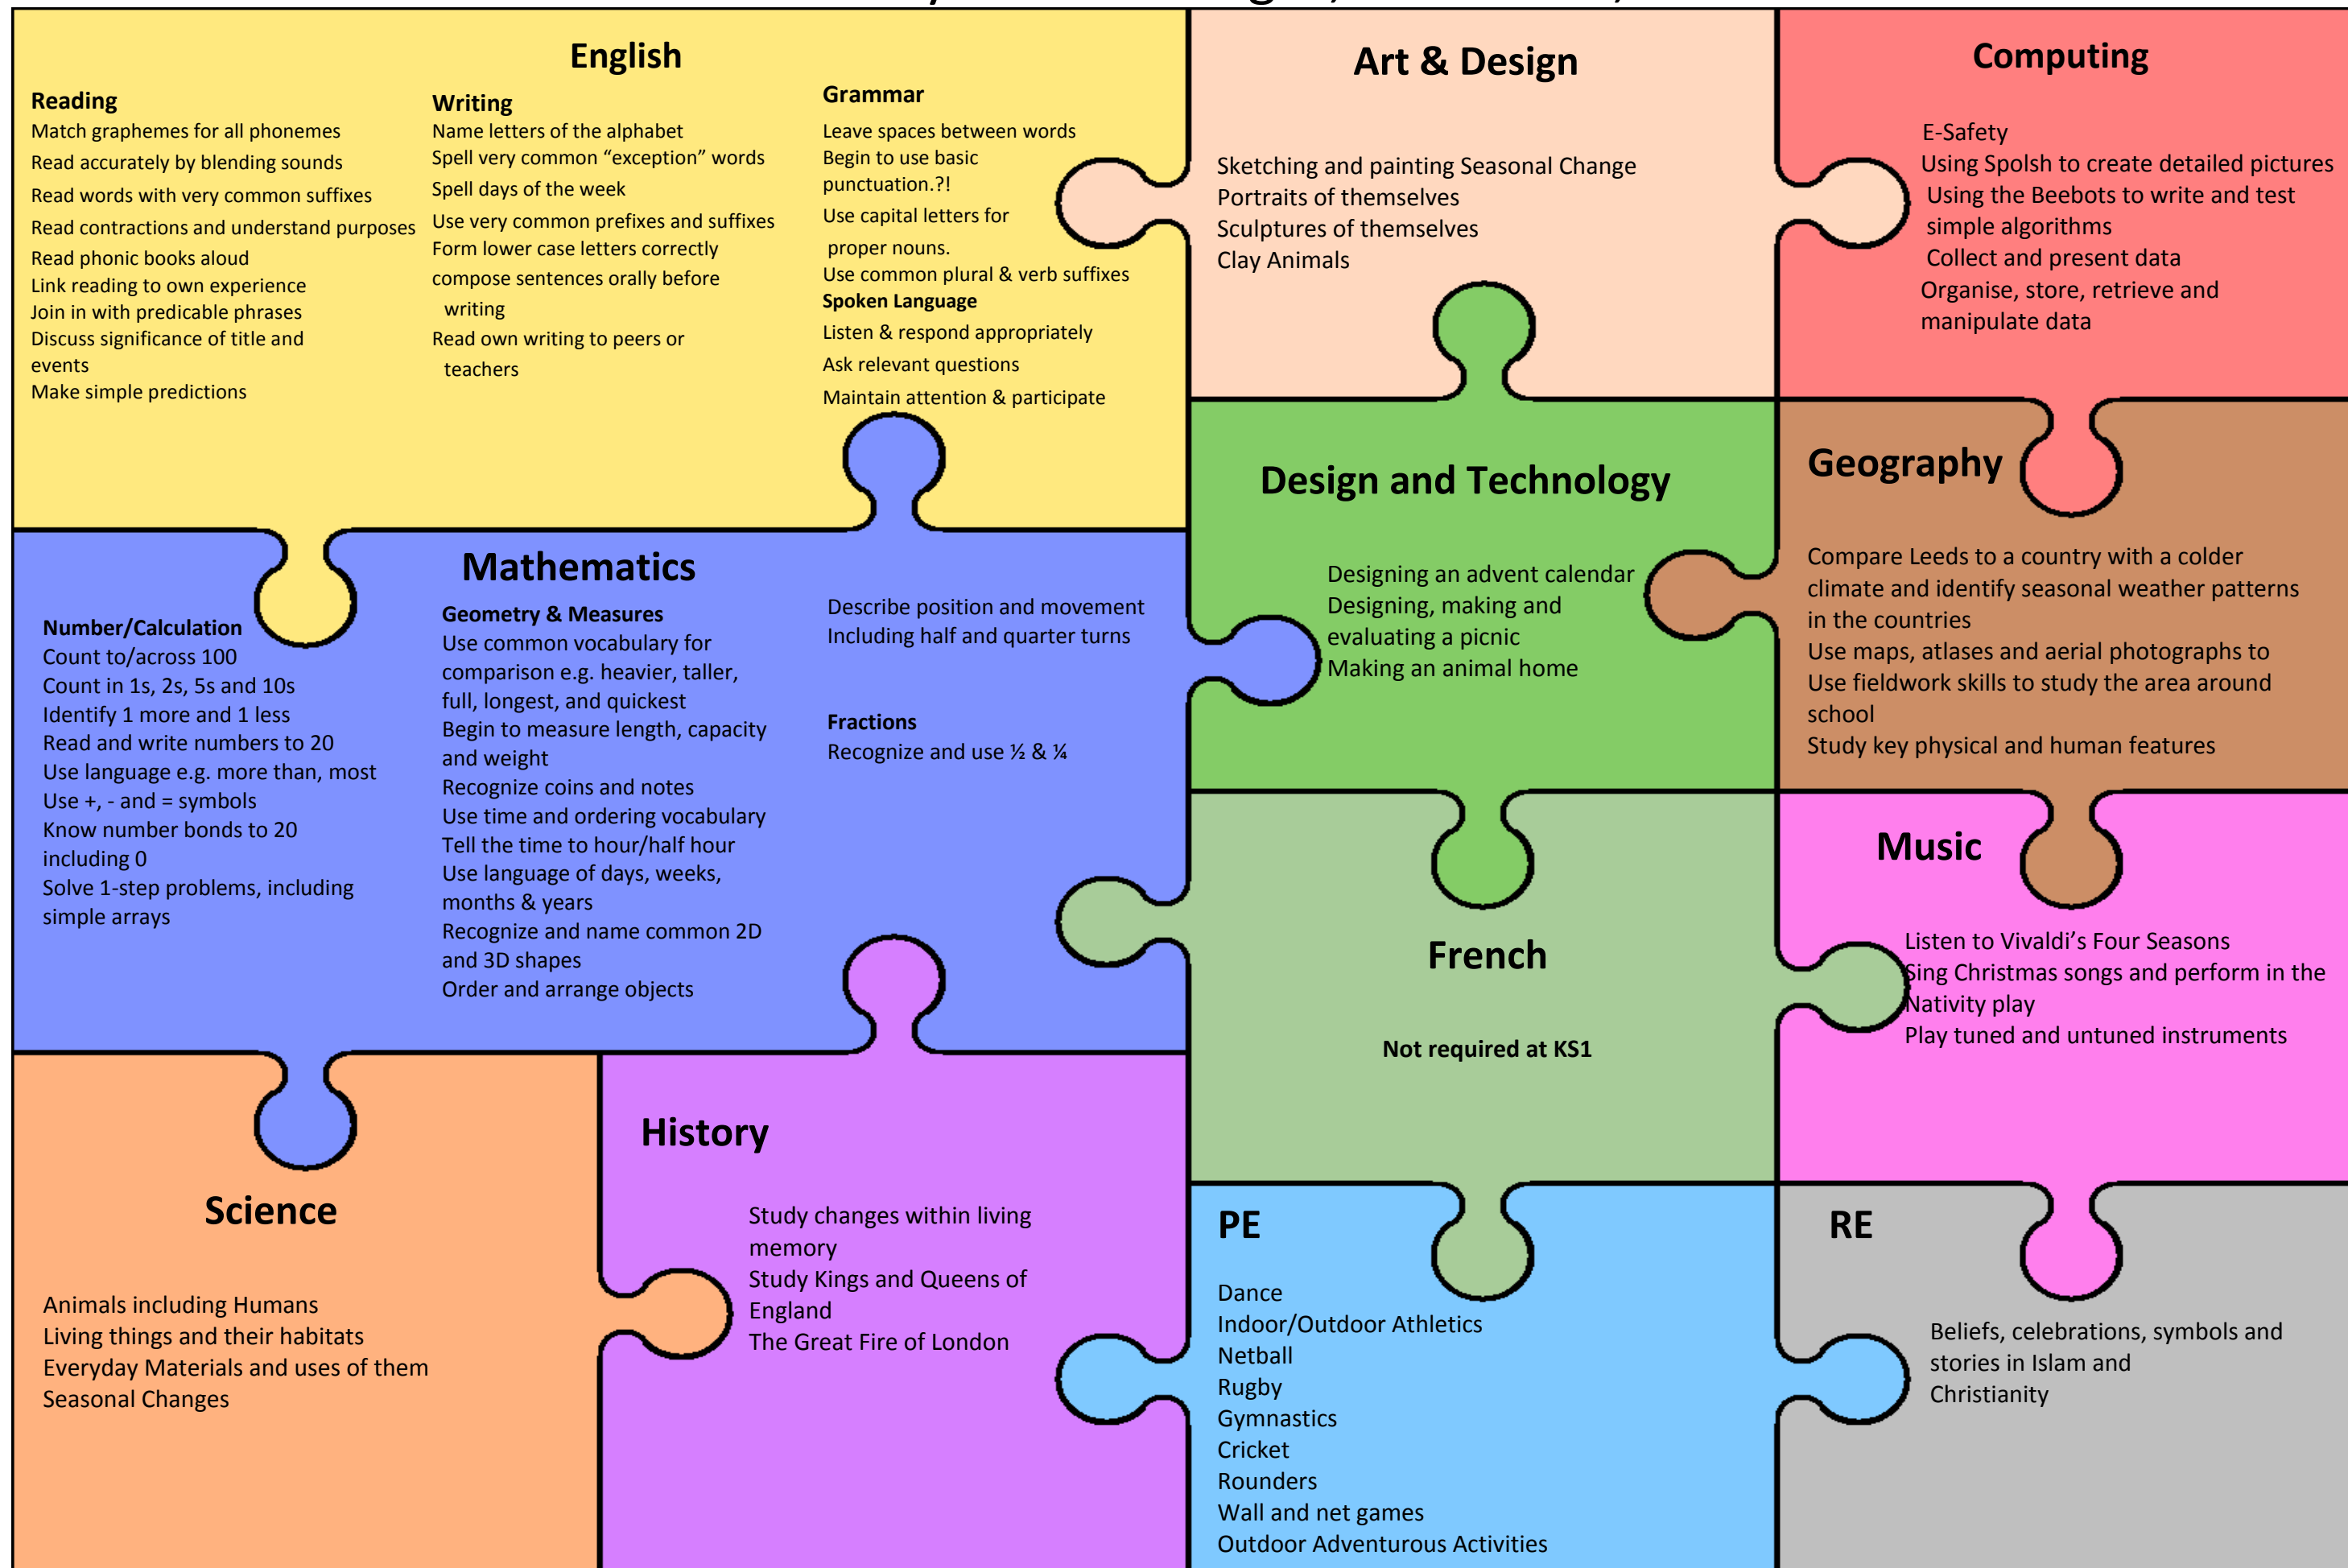 English
Reading
Match graphemes for all phonemes
Read accurately by blending sounds
Read words with very common suffixes
Read contractions and understand purposes
Read phonic books aloud
Link reading to own experience
Join in with predicable phrases
Discuss significance of title and
events
Make simple predictions
Writing
Name letters of the alphabet
Spell very common “exception” words
Spell days of the week
Use very common prefixes and suffixes
Form lower case letters correctly
compose sentences orally before
writing
Read own writing to peers or
teachers
Grammar
Leave spaces between words
Begin to use basic
punctuation.?!
Use capital letters for
proper nouns.
Use common plural & verb suffixes
Spoken Language
Listen & respond appropriately
Ask relevant questions
Maintain attention & participate
Art & Design
Sketching and painting Seasonal Change
Portraits of themselves
Sculptures of themselves
Clay Animals
Computing
E-Safety
Using Spolsh to create detailed pictures
Using the Beebots to write and test
simple algorithms
Collect and present data
Organise, store, retrieve and
manipulate data
Mathematics
Number/Calculation
Count to/across 100
Count in 1s, 2s, 5s and 10s
Identify 1 more and 1 less
Read and write numbers to 20
Use language e.g. more than, most
Use +, - and = symbols
Know number bonds to 20
including 0
Solve 1-step problems, including
simple arrays
Geometry & Measures
Use common vocabulary for
comparison e.g. heavier, taller,
full, longest, and quickest
Begin to measure length, capacity
and weight
Recognize coins and notes
Use time and ordering vocabulary
Tell the time to hour/half hour
Use language of days, weeks,
months & years
Recognize and name common 2D
and 3D shapes
Order and arrange objects
Describe position and movement
Including half and quarter turns
Fractions
Recognize and use ½ & ¼
Design and Technology
Designing an advent calendar
Designing, making and
evaluating a picnic
Making an animal home
Geography
Compare Leeds to a country with a colder
climate and identify seasonal weather patterns
in the countries
Use maps, atlases and aerial photographs to
Use fieldwork skills to study the area around
school
Study key physical and human features
French
Not required at KS1
Music
Listen to Vivaldi’s Four Seasons
Sing Christmas songs and perform in the
Nativity play
Play tuned and untuned instruments
Science
Animals including Humans
Living things and their habitats
Everyday Materials and uses of them
Seasonal Changes
History
Study changes within living
memory
Study Kings and Queens of
England
The Great Fire of London
PE
Dance
Indoor/Outdoor Athletics
Netball
Rugby
Gymnastics
Cricket
Rounders
Wall and net games
Outdoor Adventurous Activities
RE
Beliefs, celebrations, symbols and
stories in Islam and
Christianity